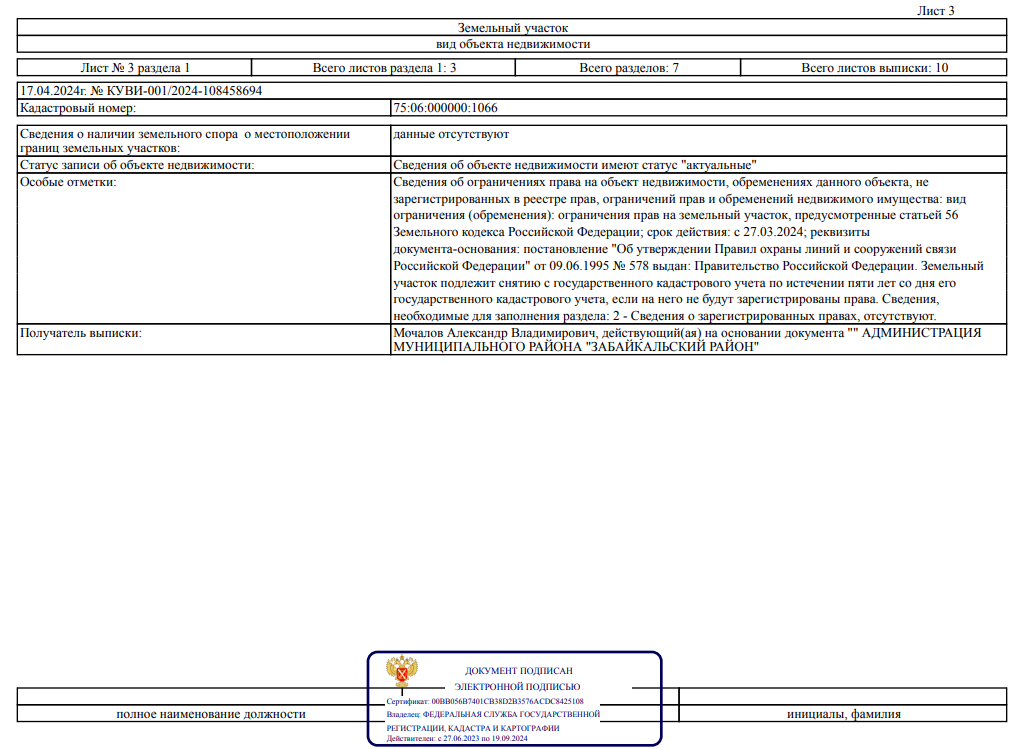 Лист 3
Земельный участок
вид объекта недвижимости
Лист № 3 раздела 1
Всего листов раздела 1: 3
Всего разделов: 7
Всего листов выписки: 10
17.04.2024г. № КУВИ-001/2024-108458694
Кадастровый номер:
75:06:000000:1066
Сведения о наличии земельного спора о местоположении
границ земельных участков:
данные отсутствуют
Статус записи об объекте недвижимости:
Сведения об объекте недвижимости имеют статус "актуальные"
Особые отметки:
Сведения об ограничениях права на объект недвижимости, обременениях данного объекта, не
зарегистрированных в реестре прав, ограничений прав и обременений недвижимого имущества: вид
ограничения (обременения): ограничения прав на земельный участок, предусмотренные статьей 56
Земельного кодекса Российской Федерации; срок действия: с 27.03.2024; реквизиты
документа-основания: постановление "Об утверждении Правил охраны линий и сооружений связи
Российской Федерации" от 09.06.1995 № 578 выдан: Правительство Российской Федерации. Земельный
участок подлежит снятию с государственного кадастрового учета по истечении пяти лет со дня его
государственного кадастрового учета, если на него не будут зарегистрированы права. Сведения,
необходимые для заполнения раздела: 2 - Сведения о зарегистрированных правах, отсутствуют.
Получатель выписки:
Мочалов Александр Владимирович, действующий(ая) на основании документа "" АДМИНИСТРАЦИЯ
МУНИЦИПАЛЬНОГО РАЙОНА "ЗАБАЙКАЛЬСКИЙ РАЙОН"
ДОКУМЕНТ ПОДПИСАН
ЭЛЕКТРОННОЙ ПОДПИСЬЮ
Сертификат: 00BB056B7401CB38D2B3576ACDC8425108
Владелец: ФЕДЕРАЛЬНАЯ СЛУЖБА ГОСУДАРСТВЕННОЙ
РЕГИСТРАЦИИ, КАДАСТРА И КАРТОГРАФИИ
Действителен: с 27.06.2023 по 19.09.2024
полное наименование должности
инициалы, фамилия